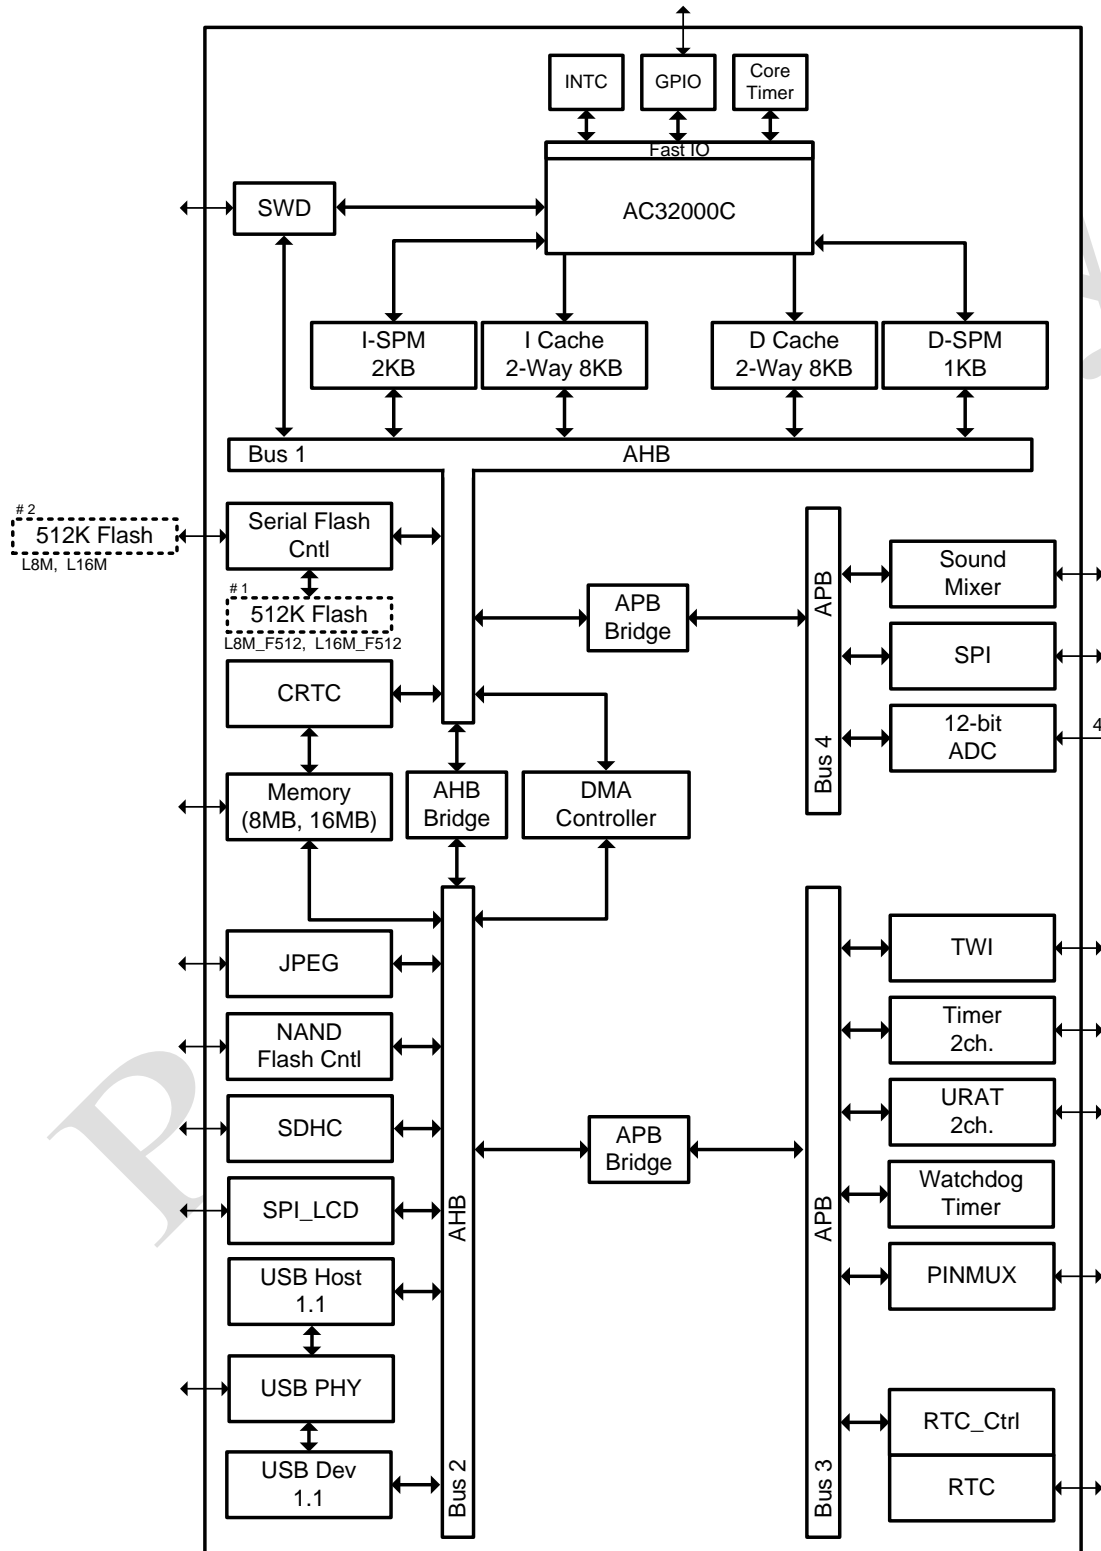 INTC
GPIO
Core
Timer
Fast IO
AC32000C
SWD
I-SPM
2KB
I Cache
2-Way 8KB
D Cache
2-Way 8KB
D-SPM
1KB
Bus 1
AHB
# 2
512K Flash
L8M, L16M
Serial Flash
Cntl
# 1
512K Flash
L8M_F512, L16M_F512
APB
Bridge
APB
Bus 4
Sound
Mixer
SPI
12-bit
ADC
4
CRTC
Memory
(8MB, 16MB)
AHB
Bridge
DMA
Controller
JPEG
NAND
Flash Cntl
SDHC
SPI_LCD
USB Host
1.1
USB PHY
USB Dev
1.1
AHB
Bus 2
APB
Bridge
APB
Bus 3
TWI
Timer
2ch.
URAT
2ch.
Watchdog
Timer
PINMUX
RTC_Ctrl
RTC